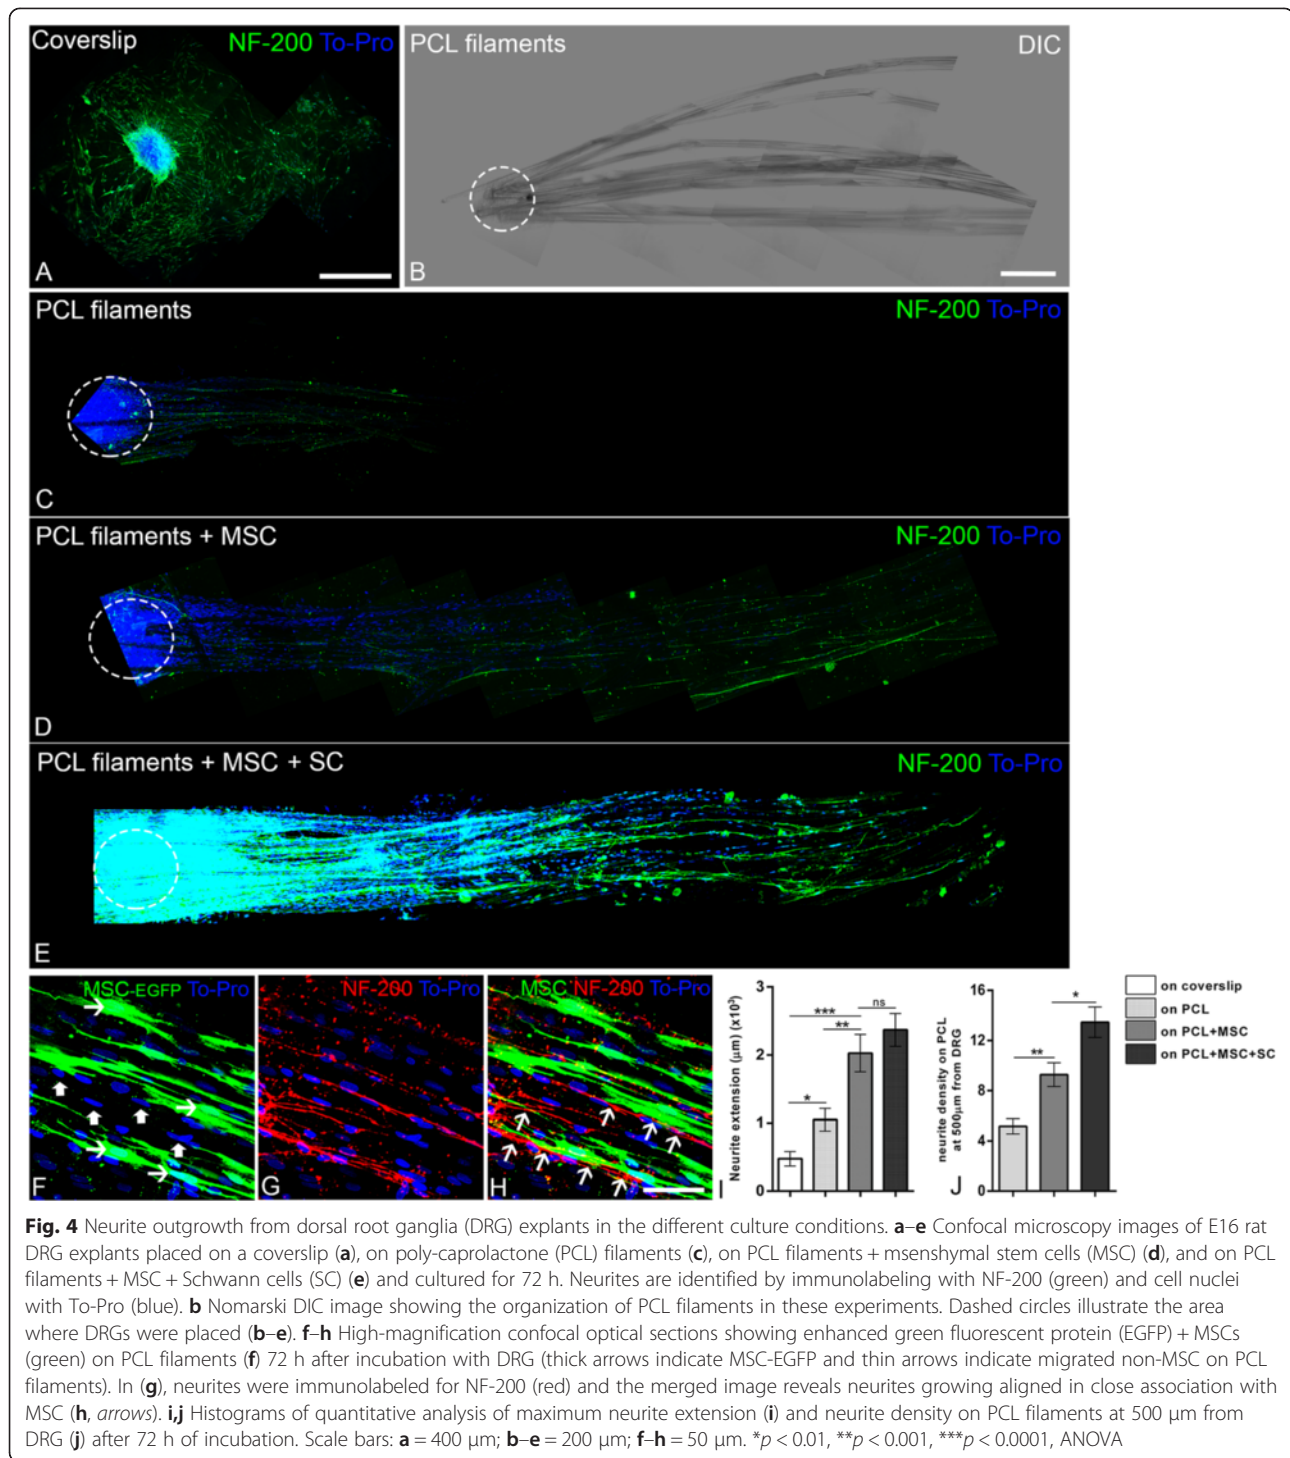 Coverslip NF-200 To-Pro
A
PCL filaments DIC
B
PCL filaments NF-200 To-Pro
C
PCL filaments + MSC NF-200 To-Pro
D
PCL filaments + MSC + SC NF-200 To-Pro
E
MSC-EGFP To-Pro
F
NF-200 To-Pro
G
MSC NF-200 To-Pro
H
I
Neurite extension (µm) (x10³)
3
2
1
0
*
***
**
ns
J
neurite density on PCL
at 500µm from DRG
16
12
8
4
0
**
*
on coverslip
on PCL
on PCL+MSC
on PCL+MSC+SC
Fig. 4 Neurite outgrowth from dorsal root ganglia (DRG) explants in the different culture conditions. a–e Confocal microscopy images of E16 rat
DRG explants placed on a coverslip (a), on poly-caprolactone (PCL) filaments (c), on PCL filaments + msenshymal stem cells (MSC) (d), and on PCL
filaments + MSC + Schwann cells (SC) (e) and cultured for 72 h. Neurites are identified by immunolabeling with NF-200 (green) and cell nuclei
with To-Pro (blue). b Nomarski DIC image showing the organization of PCL filaments in these experiments. Dashed circles illustrate the area
where DRGs were placed (b–e). f–h High-magnification confocal optical sections showing enhanced green fluorescent protein (EGFP) + MSCs
(green) on PCL filaments (f) 72 h after incubation with DRG (thick arrows indicate MSC-EGFP and thin arrows indicate migrated non-MSC on PCL
filaments). In (g), neurites were immunolabeled for NF-200 (red) and the merged image reveals neurites growing aligned in close association with
MSC (h, arrows). i,j Histograms of quantitative analysis of maximum neurite extension (i) and neurite density on PCL filaments at 500 µm from
DRG (j) after 72 h of incubation. Scale bars: a = 400 µm; b–e = 200 µm; f–h = 50 µm. *p < 0.01, **p < 0.001, ***p < 0.0001, ANOVA